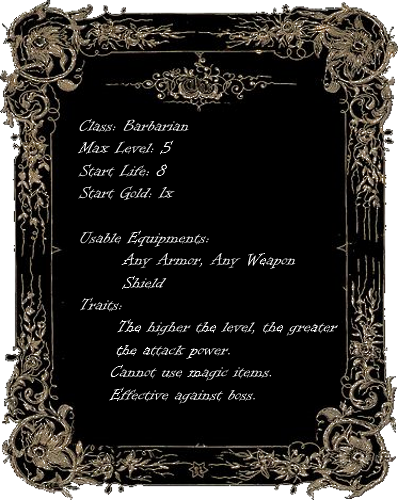 Class: Barbarian
Max Level: 5
Start Life: 8
Start Gold: 1x
Usable Equipments:
Any Armor, Any Weapon
Shield
Traits:
The higher the level, the greater
the attack power.
Cannot use magic items.
Effective against boss.